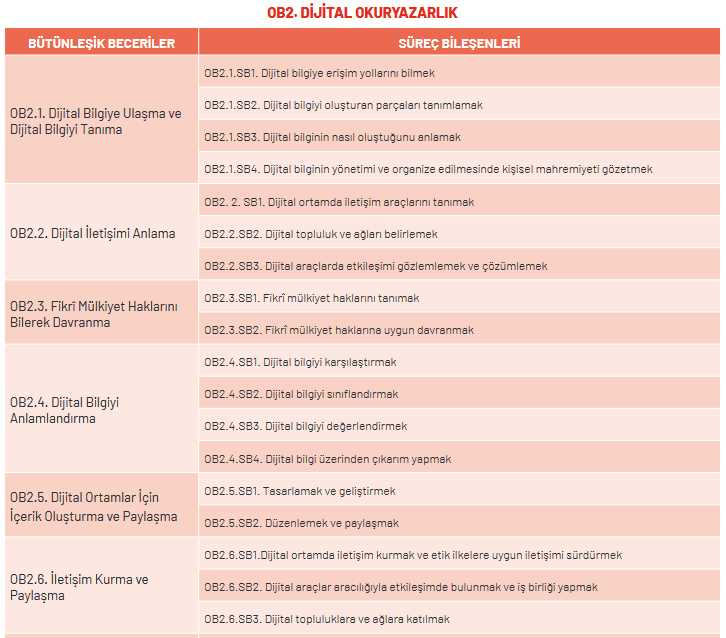 OB2. DİJİTAL OKURYAZARLIK
BÜTÜNLEŞİK BECERİLER
SÜREÇ BİLEŞENLERİ
OB2.1. Dijital Bilgiye Ulaşma ve
Dijital Bilgiyi Tanıma
OB2.1.SB1. Dijital bilgiye erişim yollarını bilmek
OB2.1.SB2. Dijital bilgiyi oluşturan parçaları tanımlamak
OB2.1.SB3. Dijital bilginin nasıl oluştuğunu anlamak
OB2.1.SB4. Dijital bilginin yönetimi ve organize edilmesinde kişisel mahremiyeti gözetmek
OB2.2. Dijital İletişimi Anlama
OB2. 2. SB1. Dijital ortamda iletişim araçlarını tanımak
OB2.2.SB2. Dijital topluluk ve ağları belirlemek
OB2.2.SB3. Dijital araçlarda etkileşimi gözlemlemek ve çözümlemek
OB2.3. Fikrî Mülkiyet Haklarını
Bilerek Davranma
OB2.3.SB1. Fikrî mülkiyet haklarını tanımak
OB2.3.SB2. Fikrî mülkiyet haklarına uygun davranmak
OB2.4. Dijital Bilgiyi
Anlamlandırma
OB2.4.SB1. Dijital bilgiyi karşılaştırmak
OB2.4.SB2. Dijital bilgiyi sınıflandırmak
OB2.4.SB3. Dijital bilgiyi değerlendirmek
OB2.4.SB4. Dijital bilgi üzerinden çıkarım yapmak
OB2.5. Dijital Ortamlar İçin
İçerik Oluşturma ve Paylaşma
OB2.5.SB1. Tasarlamak ve geliştirmek
OB2.5.SB2. Düzenlemek ve paylaşmak
OB2.6. İletişim Kurma ve
Paylaşma
OB2.6.SB1.Dijital ortamda iletişim kurmak ve etik ilkelere uygun iletişimi sürdürmek
OB2.6.SB2. Dijital araçlar aracılığıyla etkileşimde bulunmak ve iş birliği yapmak
OB2.6.SB3. Dijital topluluklara ve ağlara katılmak